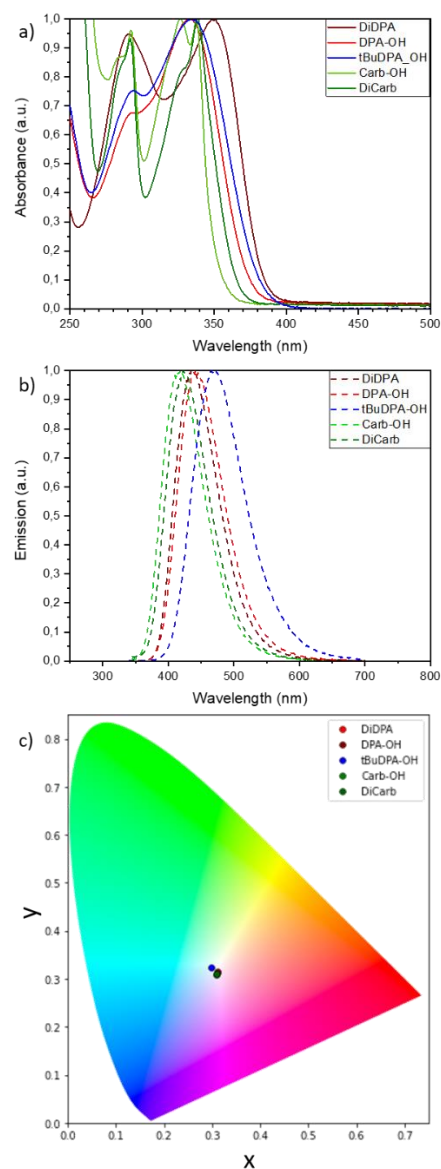 a)
DiDPA
DPA-OH
tBuDPA_OH
Carb-OH
DiCarb
Absorbance (a.u.)
1,0
0,9
0,8
0,7
0,6
0,5
0,4
0,3
0,2
0,1
0,0
250 300 350 400 450 500
Wavelength (nm)
b)
DiDPA
DPA-OH
tBuDPA-OH
Carb-OH
DiCarb
Emission (a.u.)
1,0
0,9
0,8
0,7
0,6
0,5
0,4
0,3
0,2
0,1
0,0
300 400 500 600 700 800
Wavelength (nm)
c)
DiDPA
DPA-OH
tBuDPA-OH
Carb-OH
DiCarb
y
0.8
0.7
0.6
0.5
0.4
0.3
0.2
0.1
0.0
0.0 0.1 0.2 0.3 0.4 0.5 0.6 0.7
x